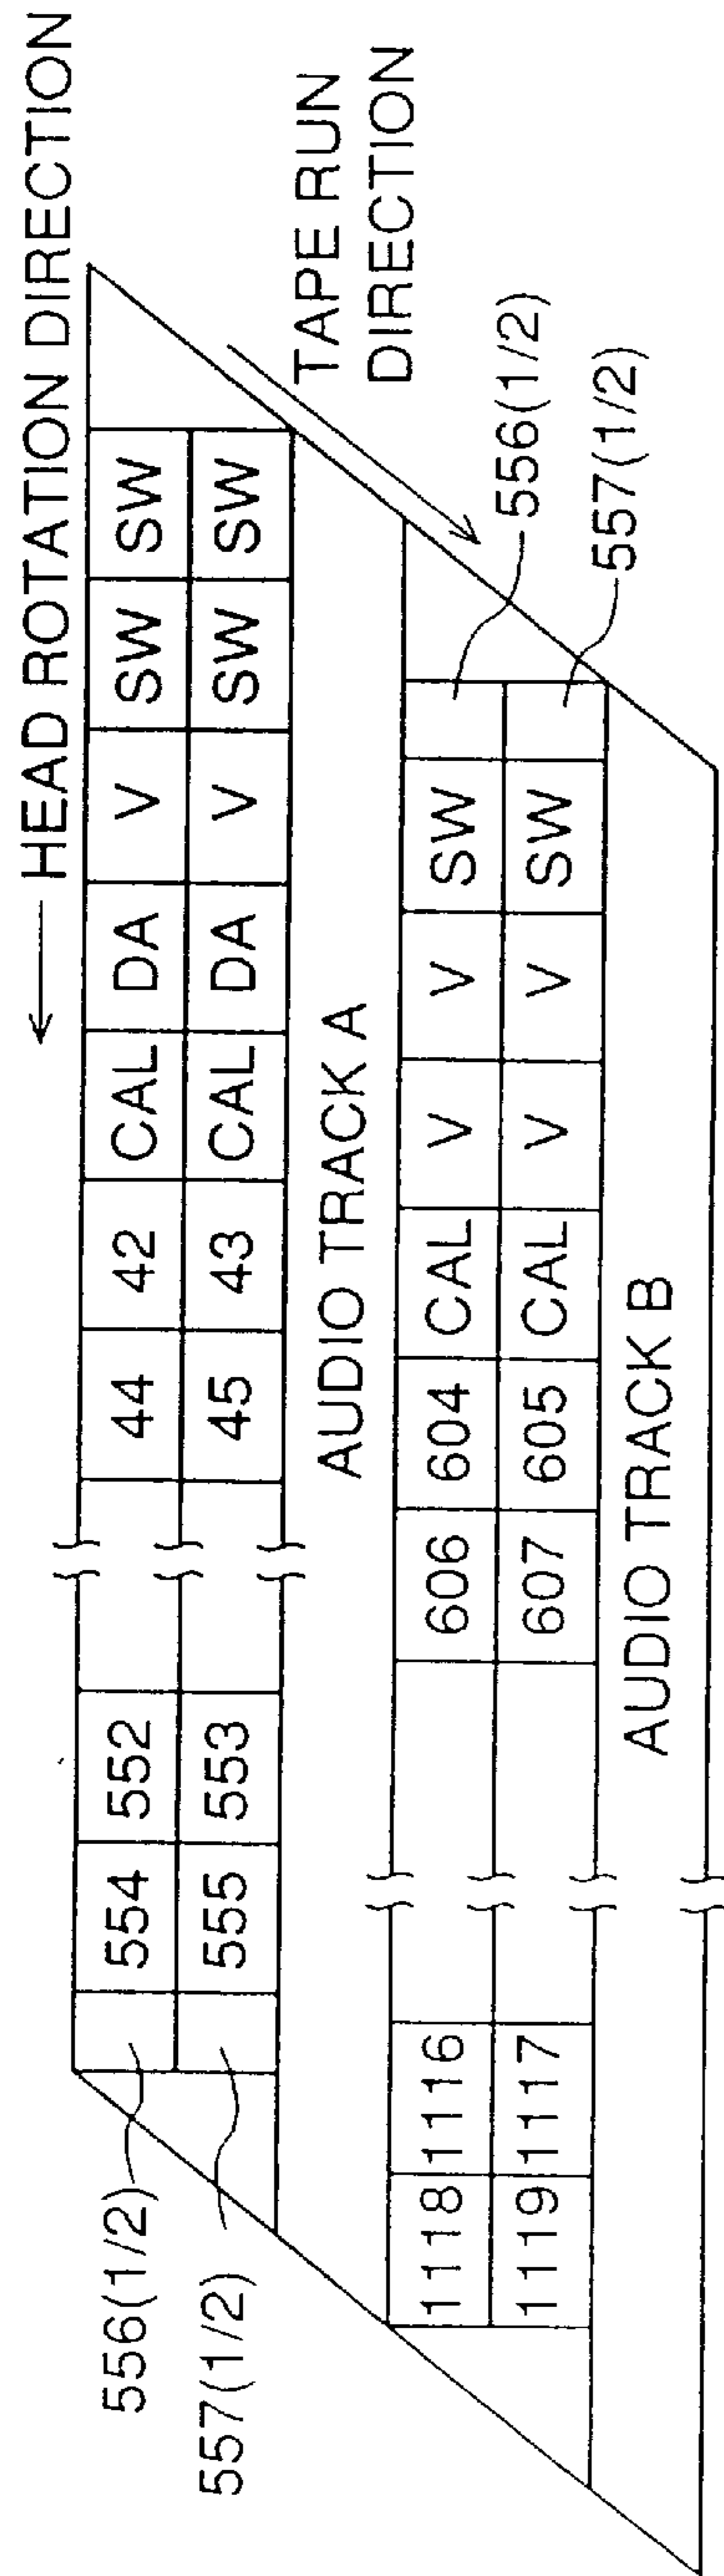 ← HEAD ROTATION DIRECTION
554 552 44 42 CAL DA V SW SW
555 553 45 43 CAL DA V SW SW
556(1/2)
557(1/2)
TAPE RUN
DIRECTION
AUDIO TRACK A
556(1/2)
557(1/2)
1118 1116 606 604 CAL V V SW
1119 1117 607 605 CAL V V SW
AUDIO TRACK B